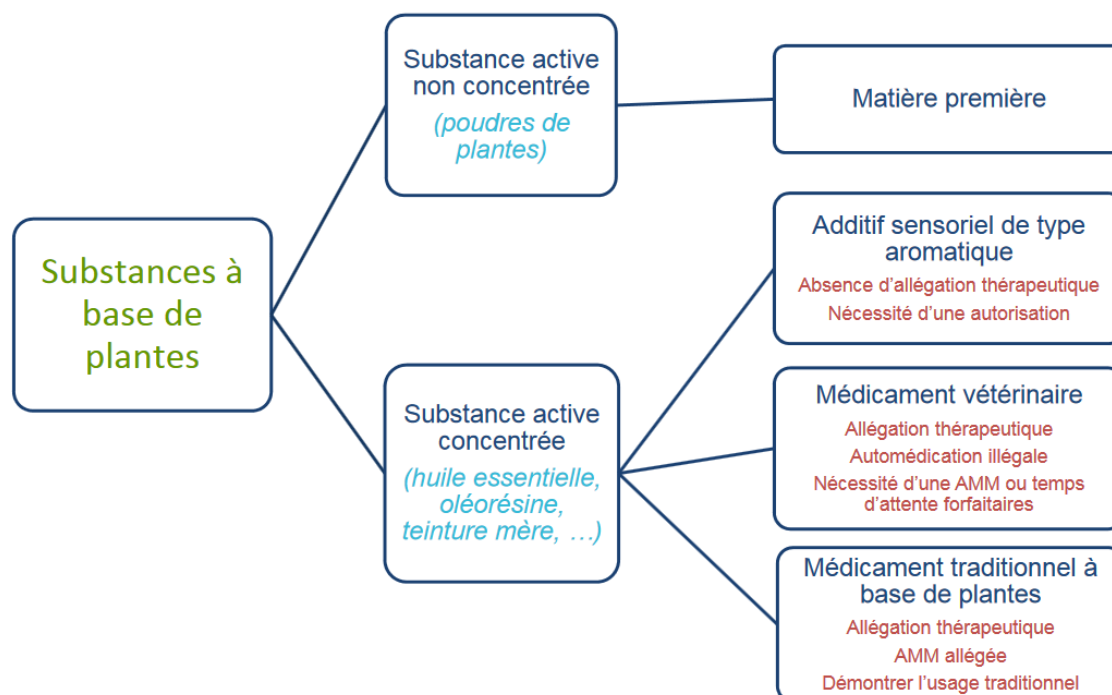 Substances à
base de
plantes
Substance active
non concentrée
(poudres de
plantes)
Substance active
concentrée
(huile essentielle,
oléorésine,
teinture mère, …)
Matière première
Additif sensoriel de type
aromatique
Absence d'allégation thérapeutique
Nécessité d'une autorisation
Médicament vétérinaire
Allégation thérapeutique
Automédication illégale
Nécessité d'une AMM ou temps
d'attente forfaitaires
Médicament traditionnel à
base de plantes
Allégation thérapeutique
AMM allégée
Démontrer l'usage traditionnel